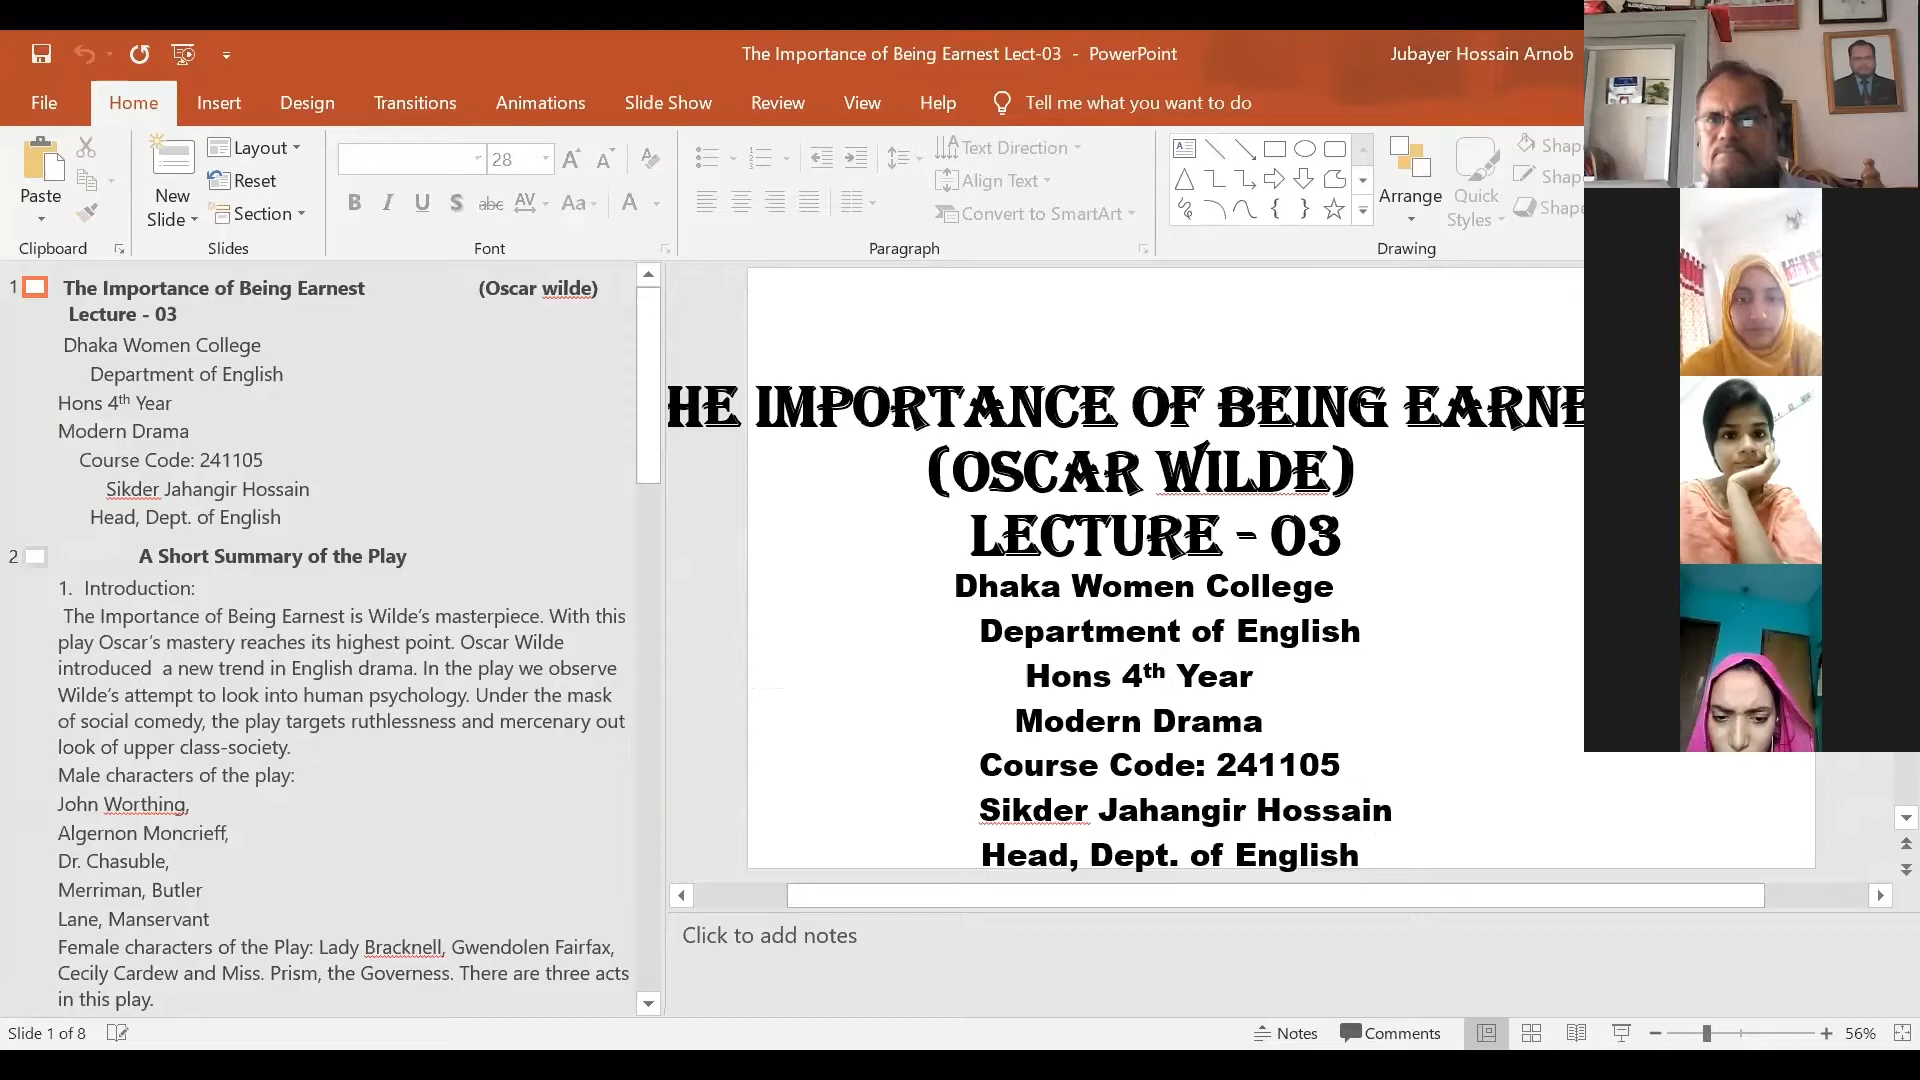 The Importance of Being Earnest Lect-03 - PowerPoint
Jubayer Hossain Arnob
File Home Insert Design Transitions Animations Slide Show Review View Help Tell me what you want to do
Paste
Clipboard
New Slide
Layout
Reset
Section
Slides
28
B I U S abc AV Aa A
Font
Text Direction
Align Text
Convert to SmartArt
Paragraph
Arrange
Quick Styles
Shap
Shap
Shape
Drawing
1 The Importance of Being Earnest (Oscar wilde)
Lecture - 03
Dhaka Women College
Department of English
Hons 4th Year
Modern Drama
Course Code: 241105
Sikder Jahangir Hossain
Head, Dept. of English
2 A Short Summary of the Play
1. Introduction:
The Importance of Being Earnest is Wilde’s masterpiece. With this
play Oscar’s mastery reaches its highest point. Oscar Wilde
introduced a new trend in English drama. In the play we observe
Wilde’s attempt to look into human psychology. Under the mask
of social comedy, the play targets ruthlessness and mercenary out
look of upper class-society.
Male characters of the play:
John Worthing,
Algernon Moncrieff,
Dr. Chasuble,
Merriman, Butler
Lane, Manservant
Female characters of the Play: Lady Bracknell, Gwendolen Fairfax,
Cecily Cardew and Miss. Prism, the Governess. There are three acts
in this play.
HE IMPORTANCE OF BEING EARNE
(OSCAR WILDE)
LECTURE - 03
Dhaka Women College
Department of English
Hons 4th Year
Modern Drama
Course Code: 241105
Sikder Jahangir Hossain
Head, Dept. of English
Click to add notes
Slide 1 of 8
Notes Comments 56%